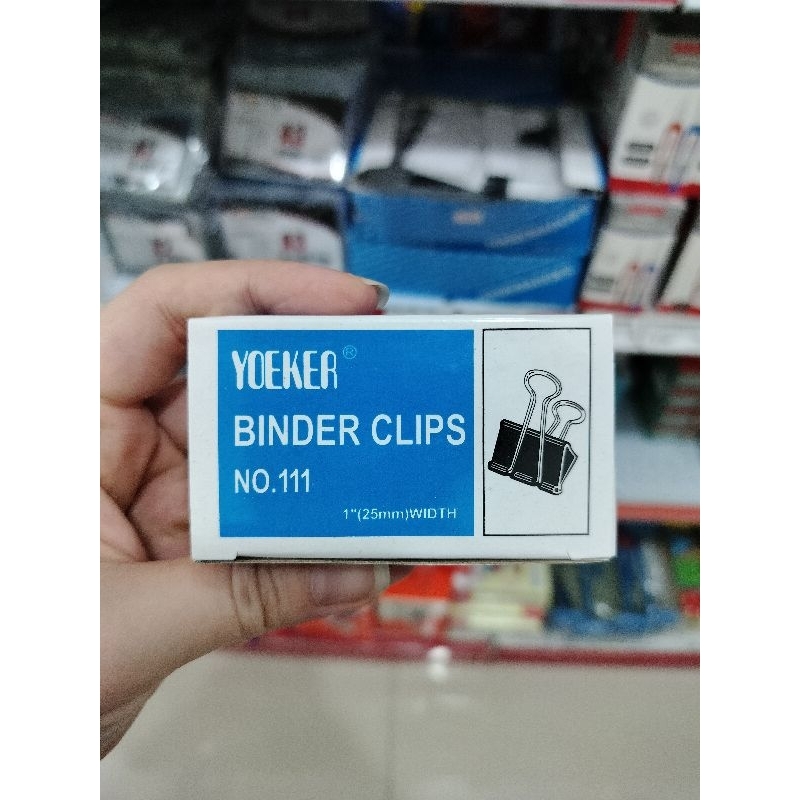 YOEKER®
BINDER CLIPS
NO.111
1"(25mm)WIDTH